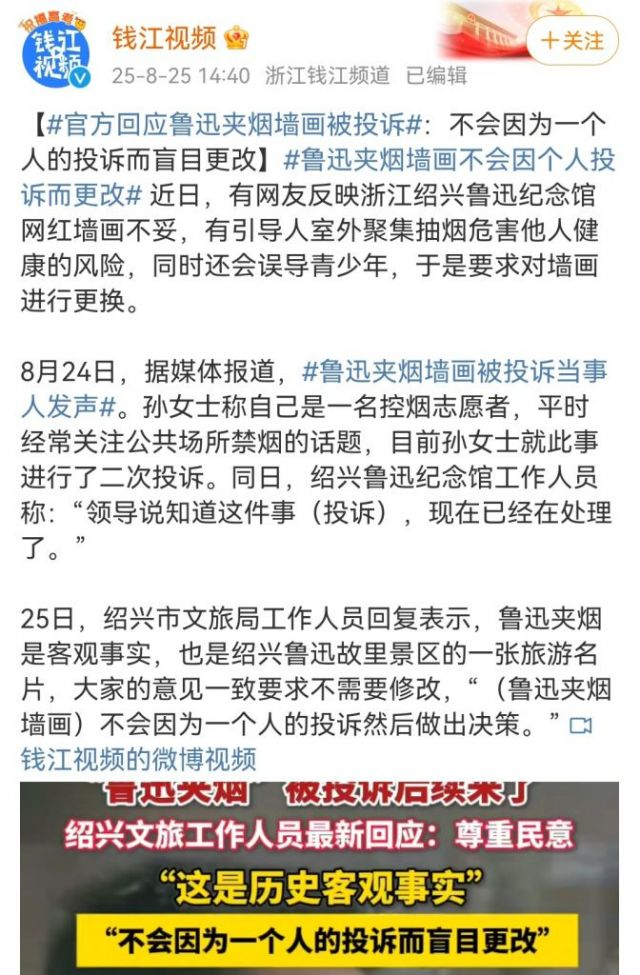 祝福高考
钱江
视频
钱江视频
25-8-25 14:40 浙江钱江频道 已编辑
+关注
【#官方回应鲁迅夹烟墙画被投诉#：不会因为一个
人的投诉而盲目更改】#鲁迅夹烟墙画不会因个人投
诉而更改# 近日，有网友反映浙江绍兴鲁迅纪念馆
网红墙画不妥，有引导人室外聚集抽烟危害他人健
康的风险，同时还会误导青少年，于是要求对墙画
进行更换。
8月24日，据媒体报道，#鲁迅夹烟墙画被投诉当事
人发声#。孙女士称自己是一名控烟志愿者，平时
经常关注公共场所禁烟的话题，目前孙女士就此事
进行了二次投诉。同日，绍兴鲁迅纪念馆工作人员
称：“领导说知道这件事（投诉），现在已经在处理
了。”
25日，绍兴市文旅局工作人员回复表示，鲁迅夹烟
是客观事实，也是绍兴鲁迅故里景区的一张旅游名
片，大家的意见一致要求不需要修改，“（鲁迅夹烟
墙画）不会因为一个人的投诉然后做出决策。”
钱江视频的微博视频
“鲁迅夹烟”被投诉后续来了
绍兴文旅工作人员最新回应：尊重民意
“这是历史客观事实”
“不会因为一个人的投诉而盲目更改”